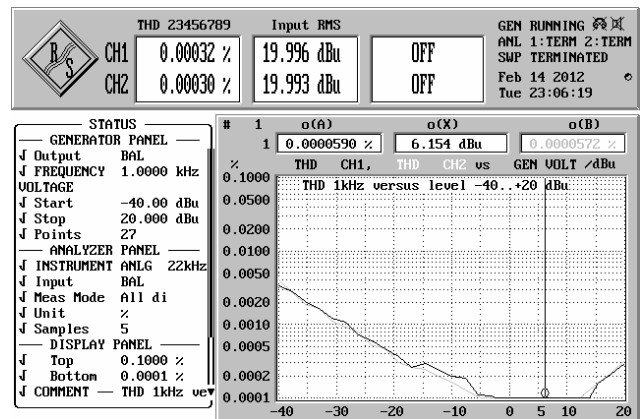 THD 23456789 Input RMS
CH1 0.00032 % 19.996 dBu OFF
CH2 0.00030 % 19.993 dBu OFF
GEN RUNNING
ANL 1:TERM 2:TERM
SWP TERMINATED
Feb 14 2012
Tue 23:06:19
R S
STATUS
GENERATOR PANEL
Output BAL
FREQUENCY 1.0000 kHz
VOLTAGE
Start -40.00 dBu
Stop 20.000 dBu
Points 27
ANALYZER PANEL
INSTRUMENT ANLG 22kHz
Input BAL
Meas Mode All di
Unit %
Samples 5
DISPLAY PANEL
Top 0.1000 %
Bottom 0.0001 %
COMMENT — THD 1kHz ve
# 1 o(A) o(X) o(B)
1 0.0000590 % 6.154 dBu 0.0000572 %
% THD CH1, THD CH2 vs GEN VOLT /dBu
THD 1kHz versus level -40..+20 dBu
0.1000
0.0500
0.0200
0.0100
0.0050
0.0020
0.0010
0.0005
0.0002
0.0001
-40 -30 -20 -10 0 5 10 20